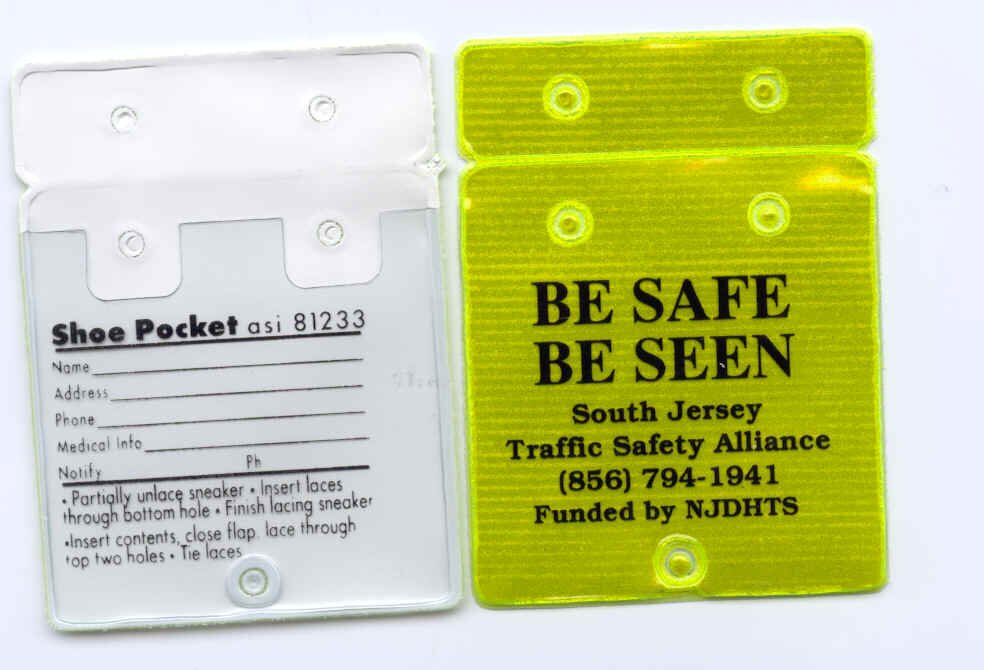 Shoe Pocket asi 81233
Name
Address
Phone
Medical Info
Notify Ph
• Partially unlace sneaker • Insert laces
through bottom hole • Finish lacing sneaker
•Insert contents, close flap. lace through
top two holes • Tie laces
BE SAFE
BE SEEN
South Jersey
Traffic Safety Alliance
(856) 794-1941
Funded by NJDHTS